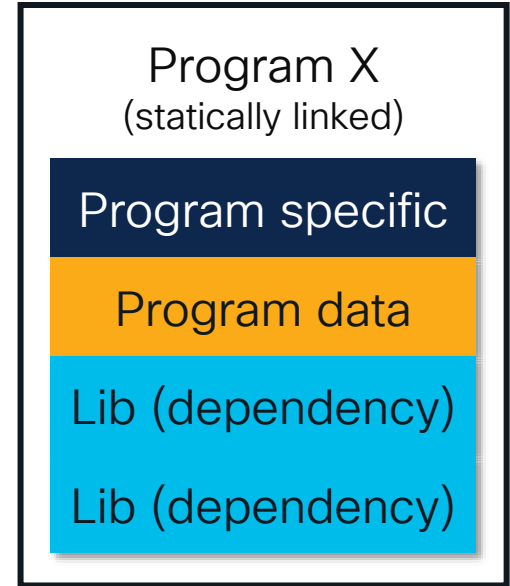 Program X
(statically linked)
Program specific
Program data
Lib (dependency)
Lib (dependency)